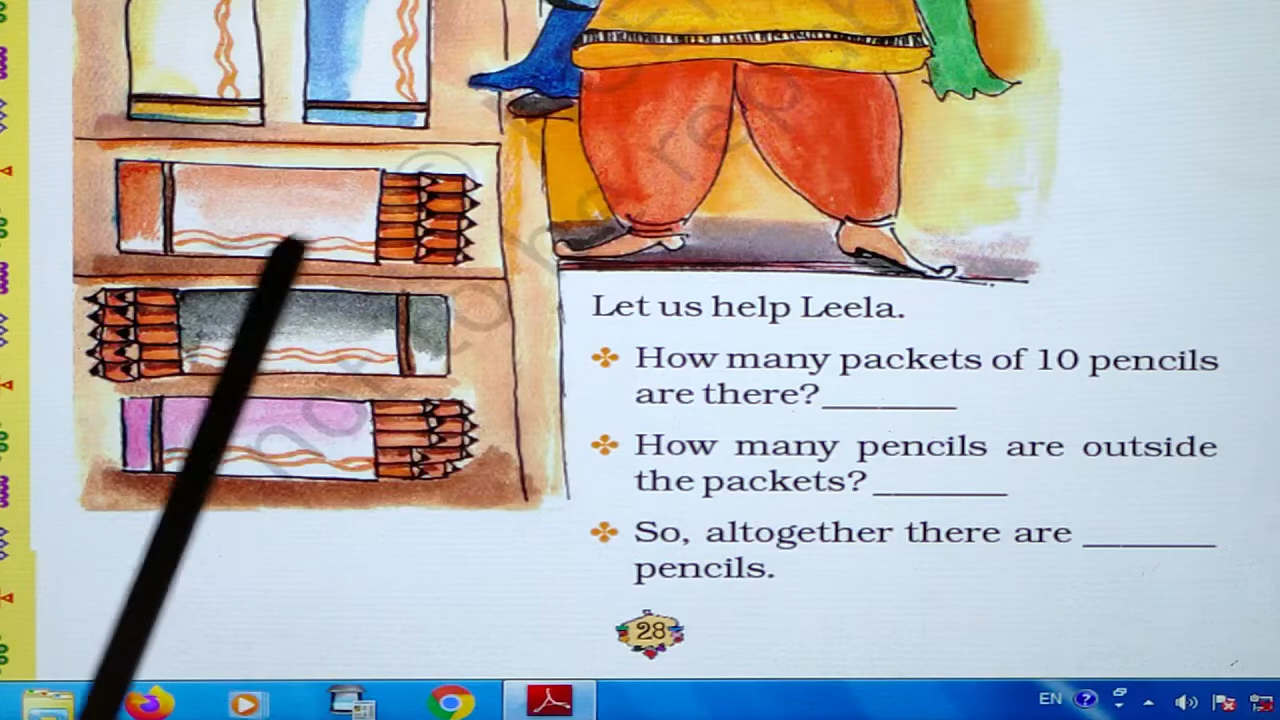 Let us help Leela.
How many packets of 10 pencils
are there?
How many pencils are outside
the packets?
So, altogether there are
pencils.
28
EN